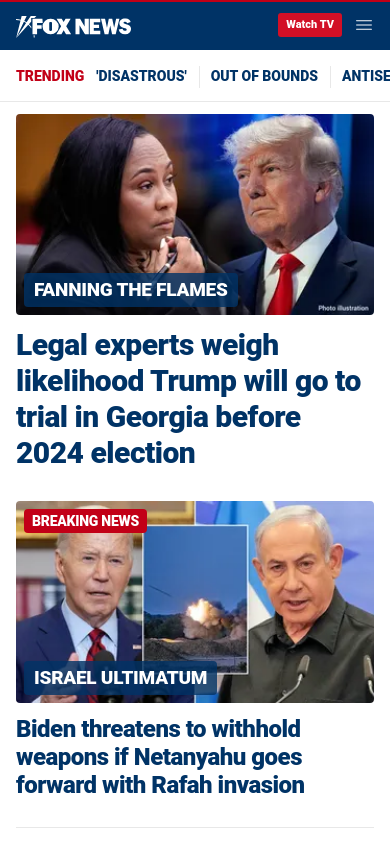 FOX NEWS
Watch TV
TRENDING 'DISASTROUS' OUT OF BOUNDS ANTISE
FANNING THE FLAMES
Photo illustration
Legal experts weigh
likelihood Trump will go to
trial in Georgia before
2024 election
BREAKING NEWS
ISRAEL ULTIMATUM
Biden threatens to withhold
weapons if Netanyahu goes
forward with Rafah invasion